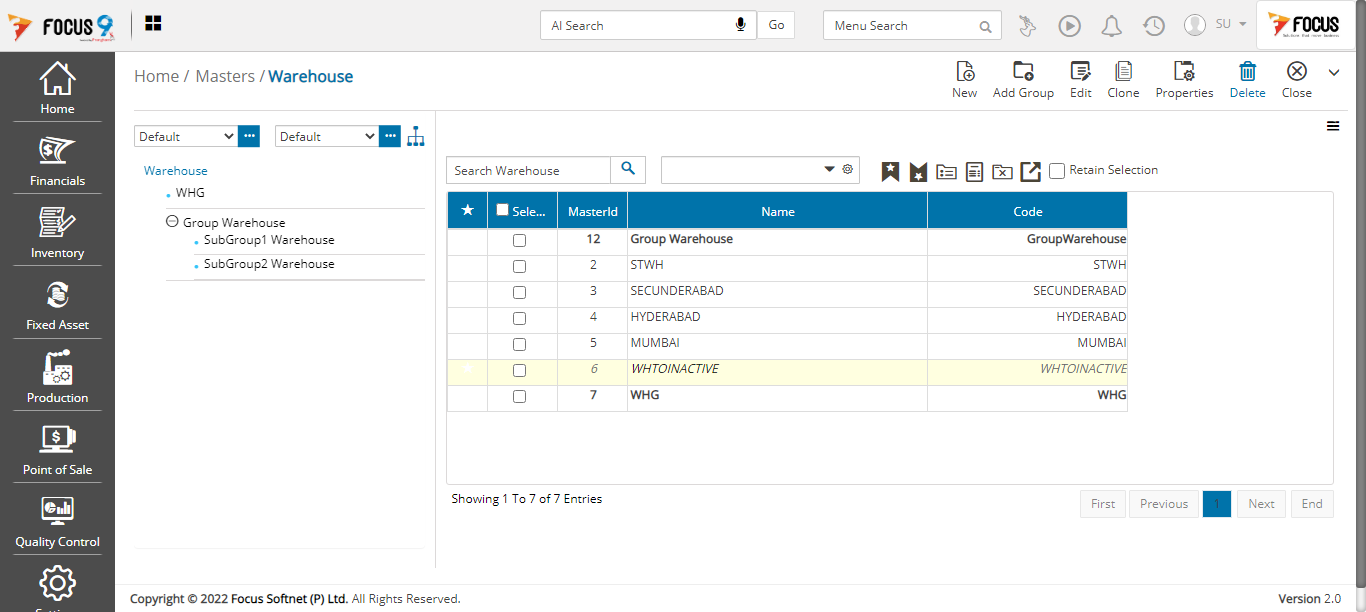 FOCUS 9
AI Search
Go
Menu Search
SU
FOCUS
Home
Financials
Inventory
Fixed Asset
Production
Point of Sale
Quality Control
Home / Masters / Warehouse
New
Add Group
Edit
Clone
Properties
Delete
Close
Default
Default
Warehouse
WHG
Group Warehouse
SubGroup1 Warehouse
SubGroup2 Warehouse
Search Warehouse
Retain Selection
Sele... MasterId Name Code
12 Group Warehouse GroupWarehouse
2 STWH STWH
3 SECUNDERABAD SECUNDERABAD
4 HYDERABAD HYDERABAD
5 MUMBAI MUMBAI
6 WHTOINACTIVE WHTOINACTIVE
7 WHG WHG
Showing 1 To 7 of 7 Entries
First Previous 1 Next End
Copyright © 2022 Focus Softnet (P) Ltd. All Rights Reserved.
Version 2.0